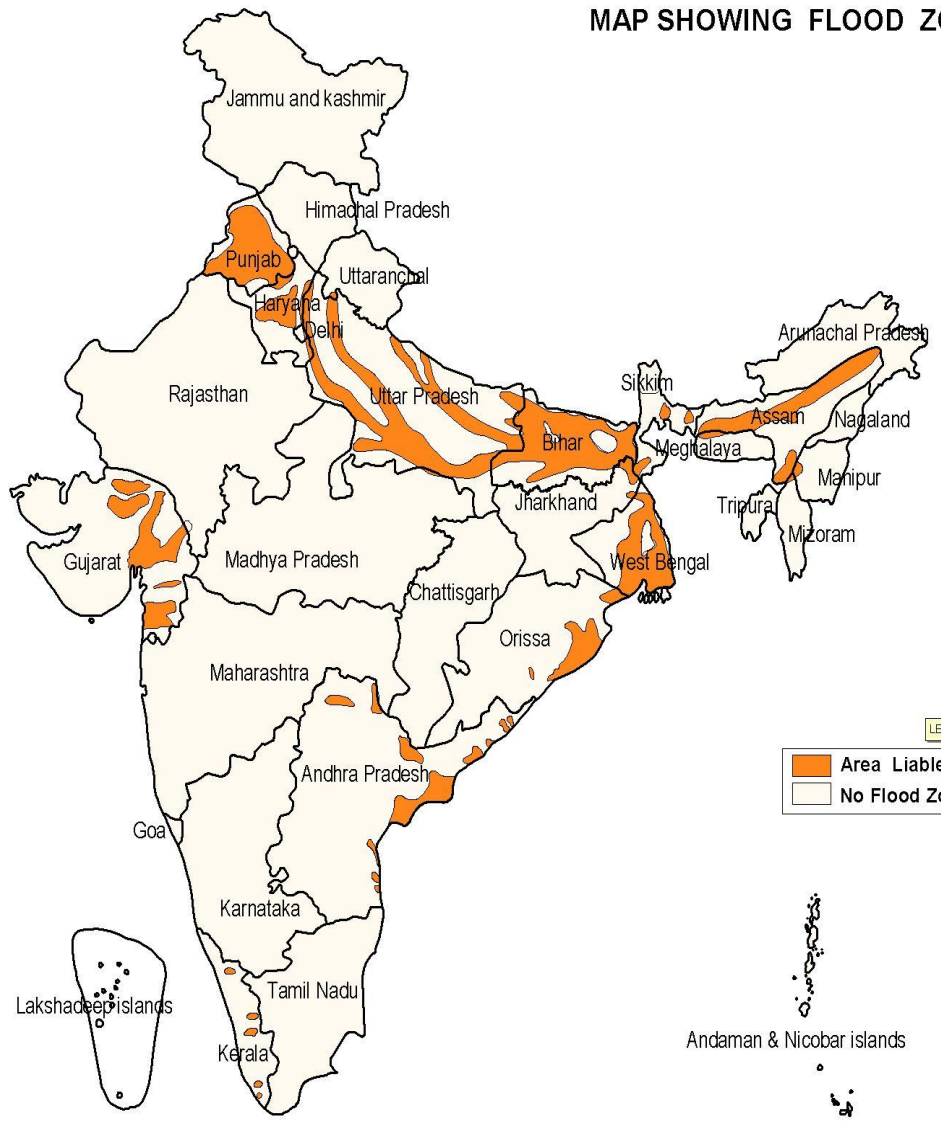 MAP SHOWING FLOOD
Jammu and kashmir
Himachal Pradesh
Punjab
Uttaranchal
Haryana
Delhi
Arunachal Pradesh
Rajasthan
Uttar Pradesh
Sikkim
Assam
Nagaland
Bihar
Meghalaya
Manipur
Jharkhand
Tripura
Mizoram
Gujarat
Madhya Pradesh
West Bengal
Chattisgarh
Orissa
Maharashtra
LE
Andhra Pradesh
Area Liable
No Flood Zo
Goa
Karnataka
Tamil Nadu
Lakshadeep islands
Kerala
Andaman & Nicobar islands